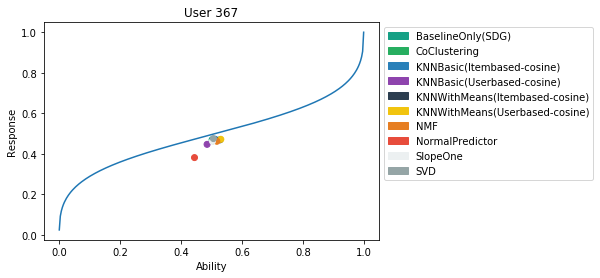 User 367
1.0
0.8
0.6
0.4
0.2
0.0
Response
0.0 0.2 0.4 0.6 0.8 1.0
Ability
BaselineOnly(SDG)
CoClustering
KNNBasic(Itembased-cosine)
KNNBasic(Userbased-cosine)
KNNWithMeans(Itembased-cosine)
KNNWithMeans(Userbased-cosine)
NMF
NormalPredictor
SlopeOne
SVD